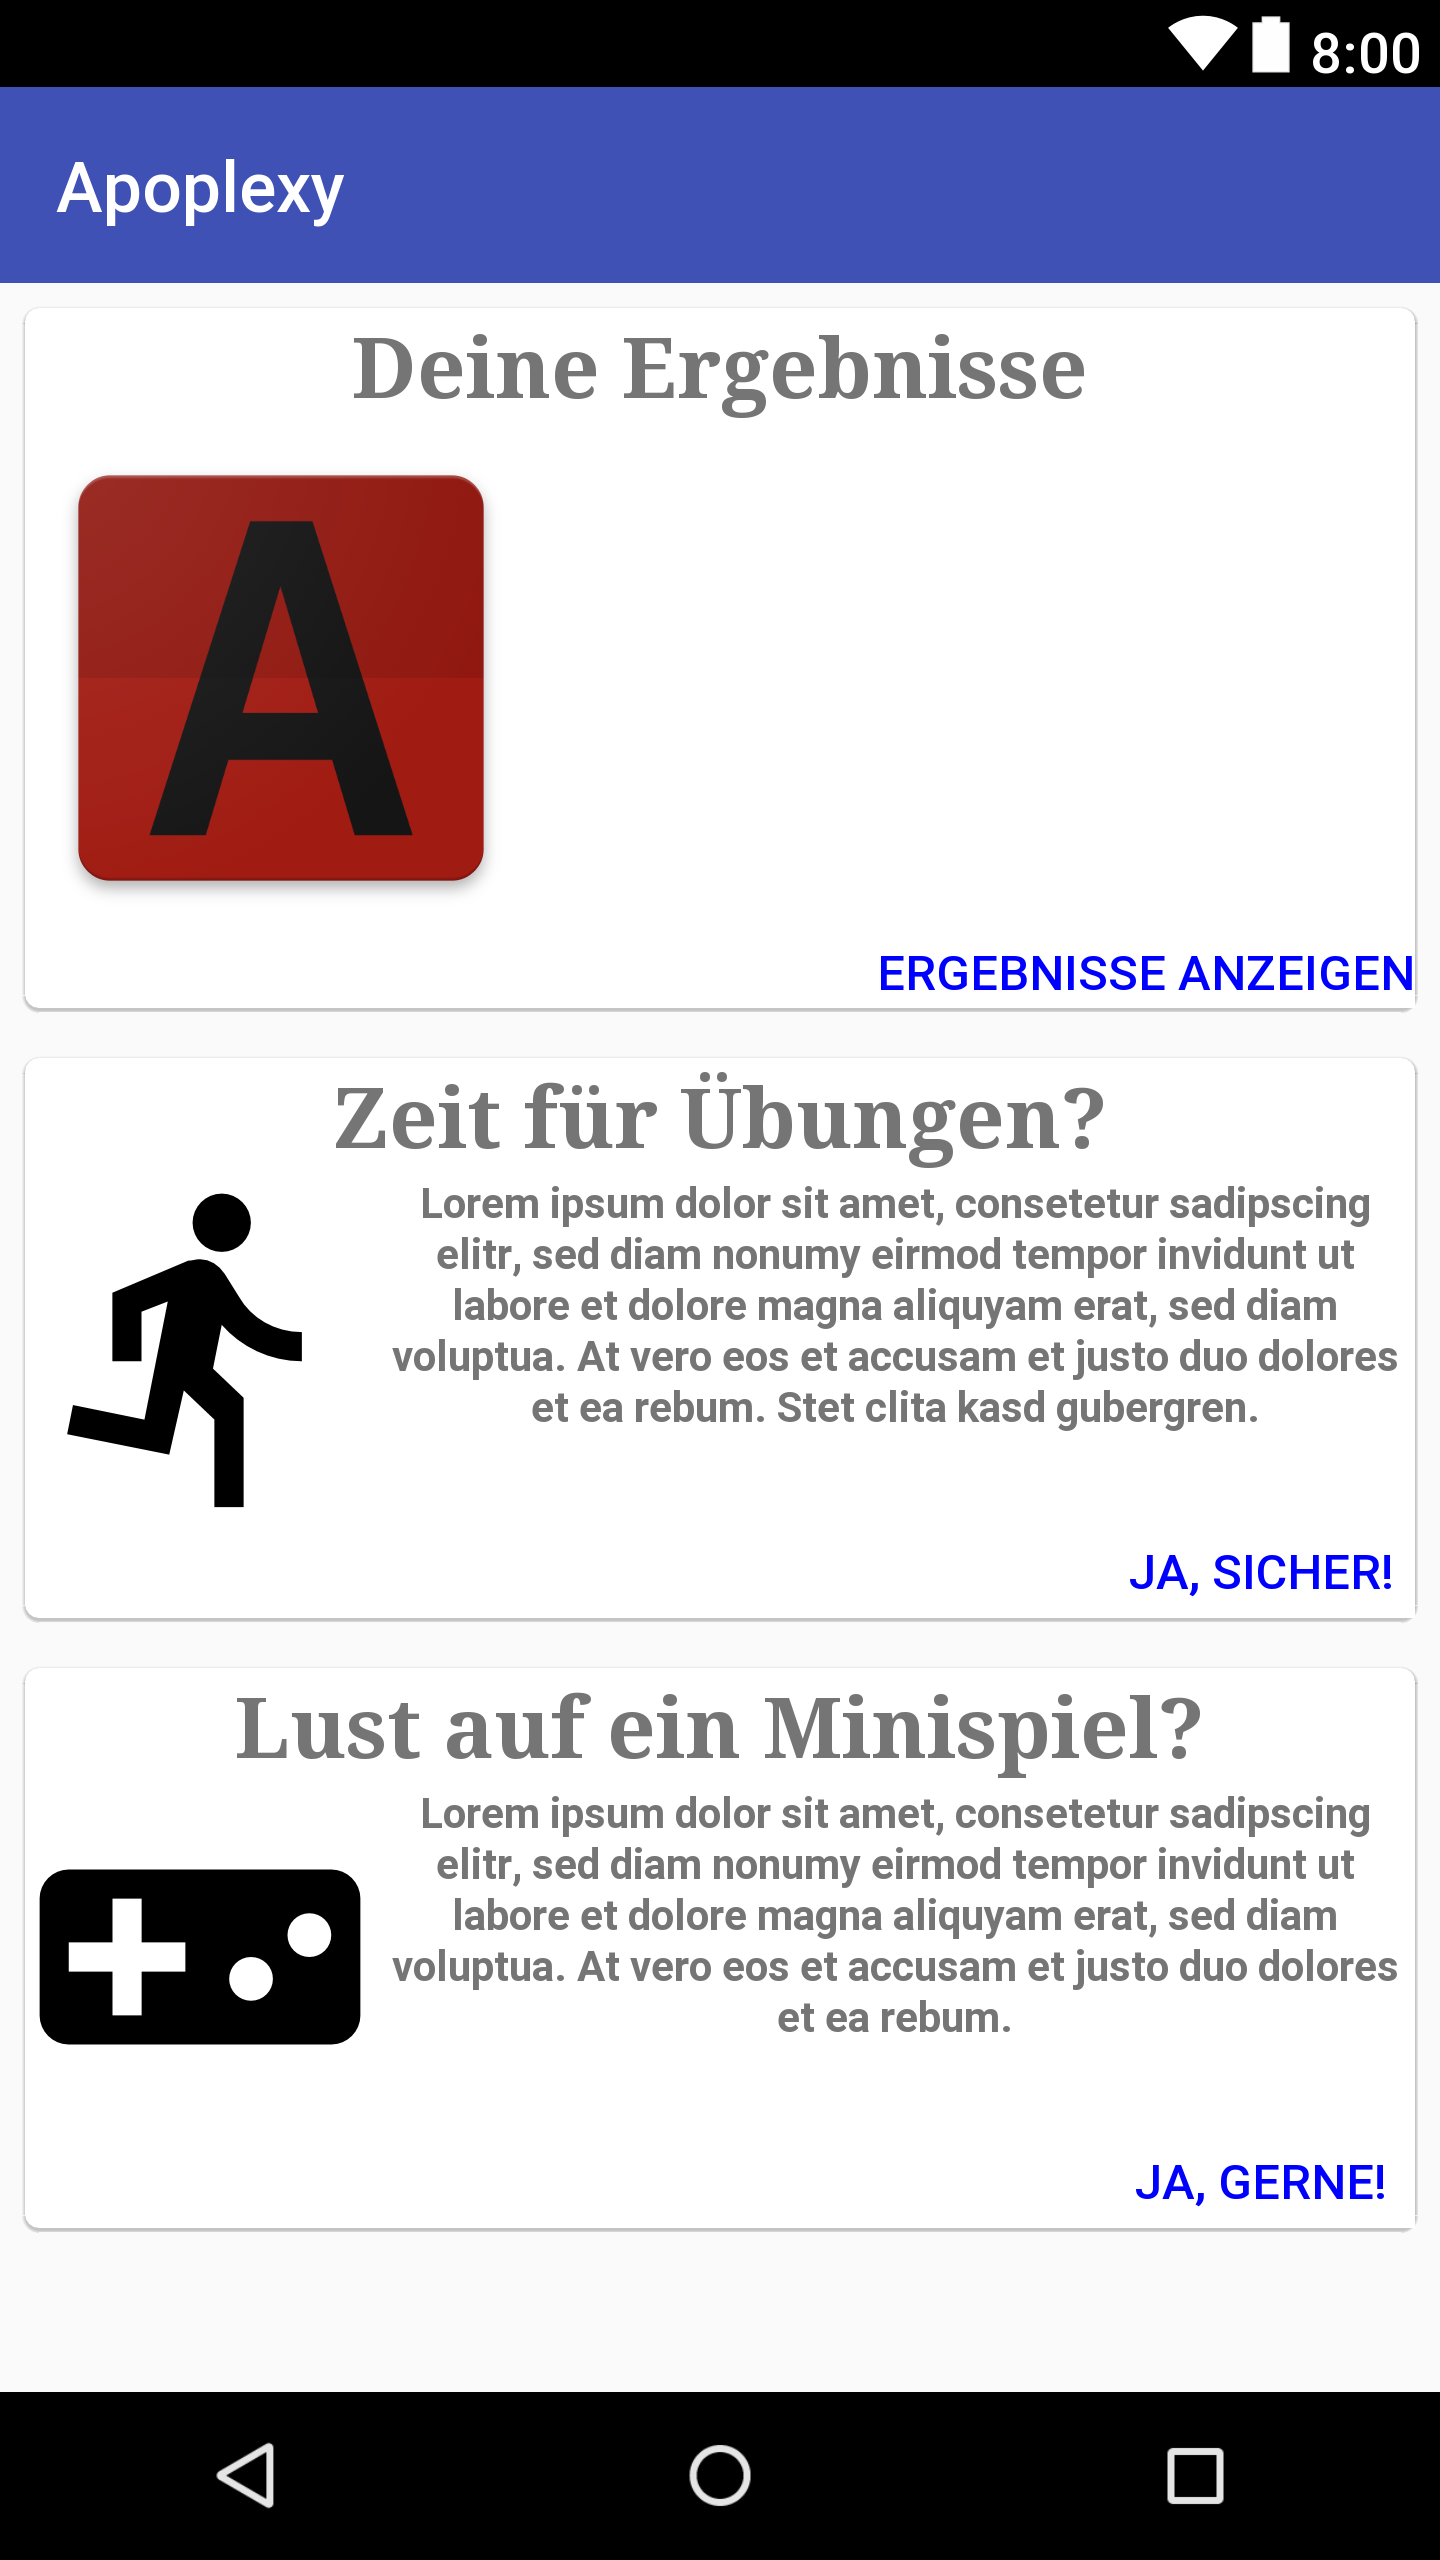 8:00
Apoplexy
Deine Ergebnisse
A
ERGEBNISSE ANZEIGEN
Zeit für Übungen?
Lorem ipsum dolor sit amet, consetetur sadipscing
elitr, sed diam nonumy eirmod tempor invidunt ut
labore et dolore magna aliquyam erat, sed diam
voluptua. At vero eos et accusam et justo duo dolores
et ea rebum. Stet clita kasd gubergren.
JA, SICHER!
Lust auf ein Minispiel?
Lorem ipsum dolor sit amet, consetetur sadipscing
elitr, sed diam nonumy eirmod tempor invidunt ut
labore et dolore magna aliquyam erat, sed diam
voluptua. At vero eos et accusam et justo duo dolores
et ea rebum.
JA, GERNE!